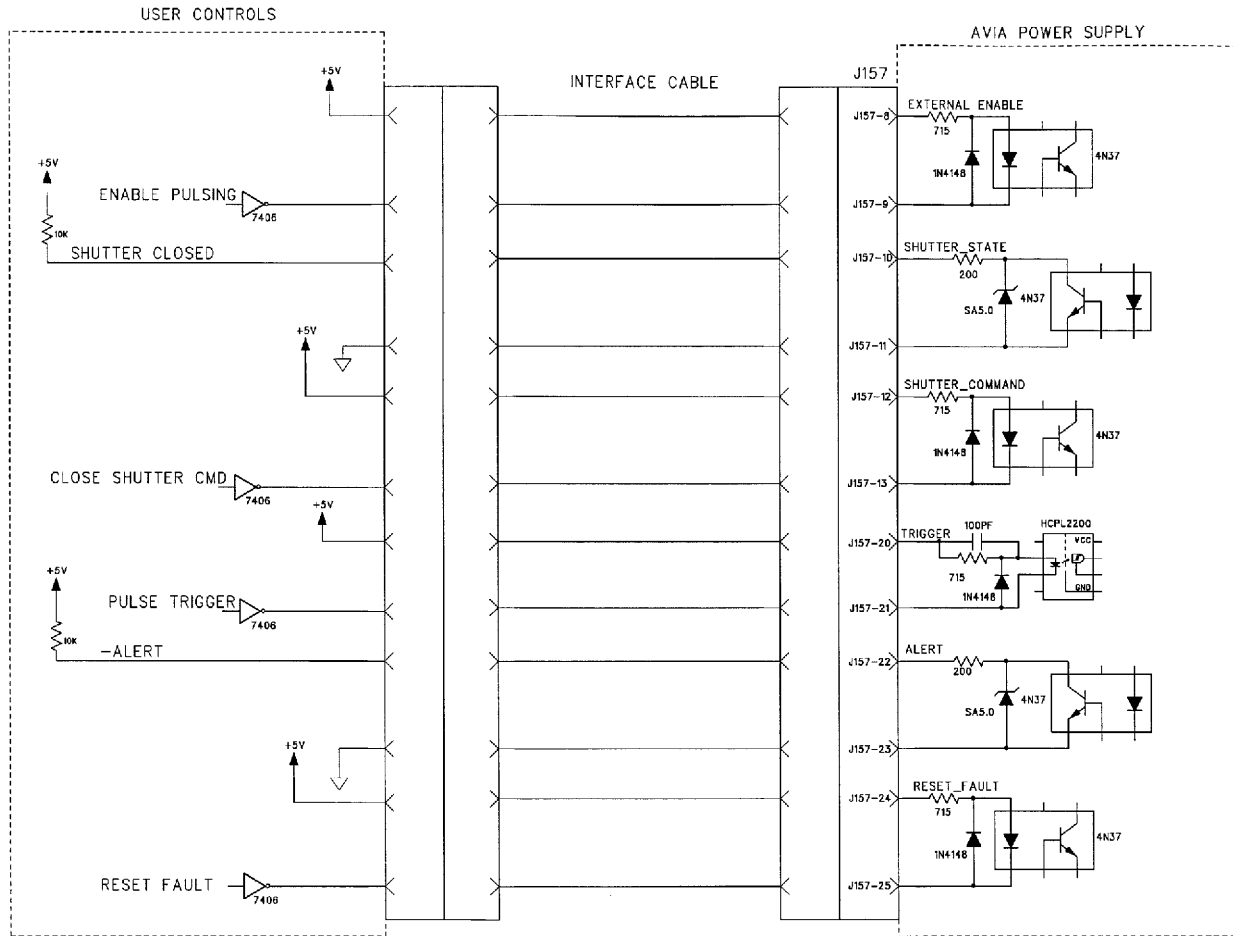 USER CONTROLS
AVIA POWER SUPPLY
INTERFACE CABLE
J157
+5V
J157-8
EXTERNAL ENABLE
715
1N4148
4N37
+5V
10K
ENABLE PULSING
7406
J157-9
SHUTTER CLOSED
J157-10
SHUTTER_STATE
200
SA5.0
4N37
+5V
J157-11
J157-12
SHUTTER_COMMAND
715
1N4148
4N37
CLOSE SHUTTER CMD
7406
J157-13
+5V
J157-20
TRIGGER
100PF
715
1N4148
HCPL2200
VCC
GND
+5V
10K
PULSE TRIGGER
7406
J157-21
-ALERT
J157-22
ALERT
200
SA5.0
4N37
+5V
J157-23
J157-24
RESET_FAULT
715
1N4148
4N37
RESET FAULT
7406
J157-25